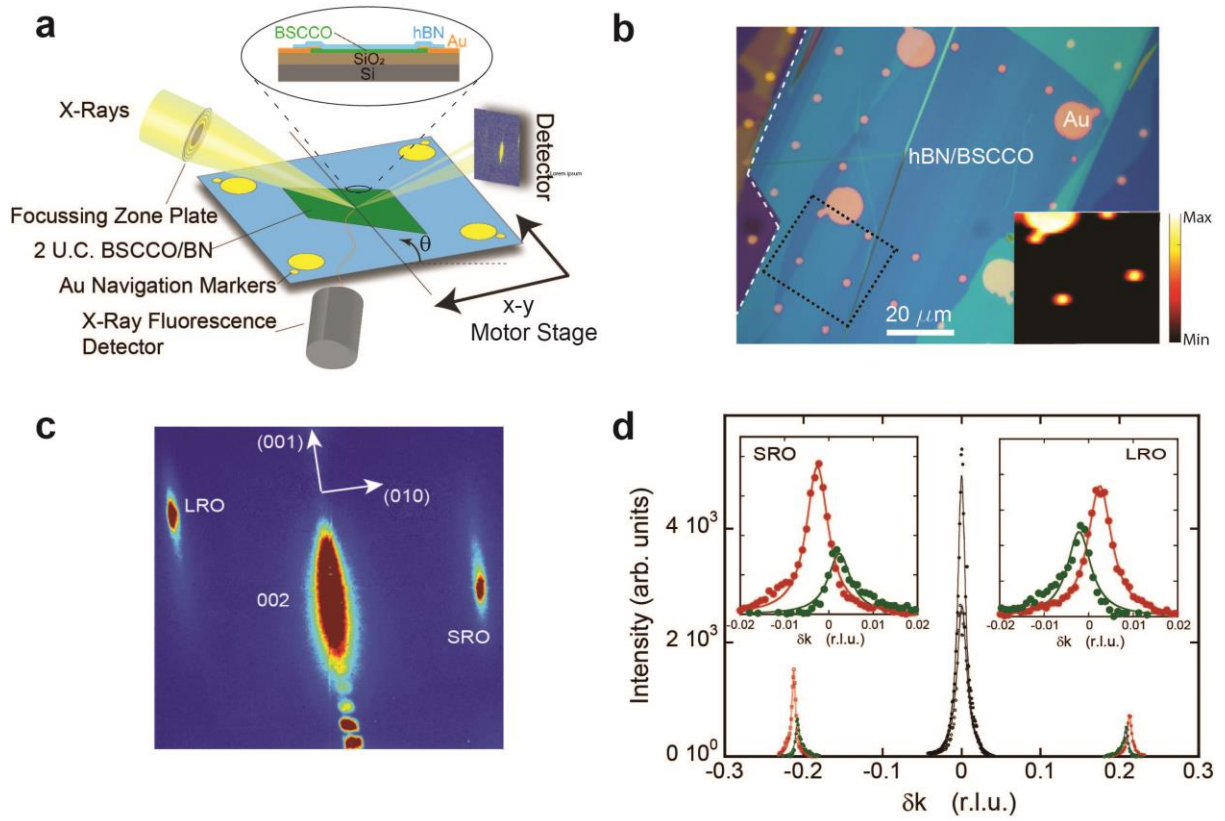 a
BSCCO
hBN
Au
SiO₂
Si
X-Rays
Detector
Lorem ipsum
Focussing Zone Plate
2 U.C. BSCCO/BN
θ
Au Navigation Markers
x-y
Motor Stage
X-Ray Fluorescence
Detector
b
Au
hBN/BSCCO
20 μm
Max
Min
c
(001)
(010)
LRO
002
SRO
d
Intensity (arb. units)
4 10³
2 10³
0 10⁰
-0.3
-0.2
-0.1
0
0.1
0.2
0.3
δk (r.l.u.)
SRO
-0.02
-0.01
0
0.01
0.02
δk (r.l.u.)
LRO
-0.02
-0.01
0
0.01
0.02
δk (r.l.u.)